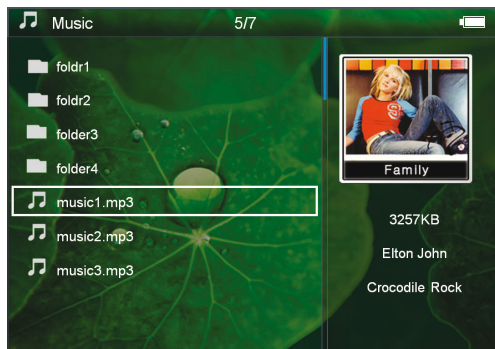 Music 5/7
foldr1
foldr2
folder3
folder4
music1.mp3
music2.mp3
music3.mp3
Family
3257KB
Elton John
Crocodile Rock